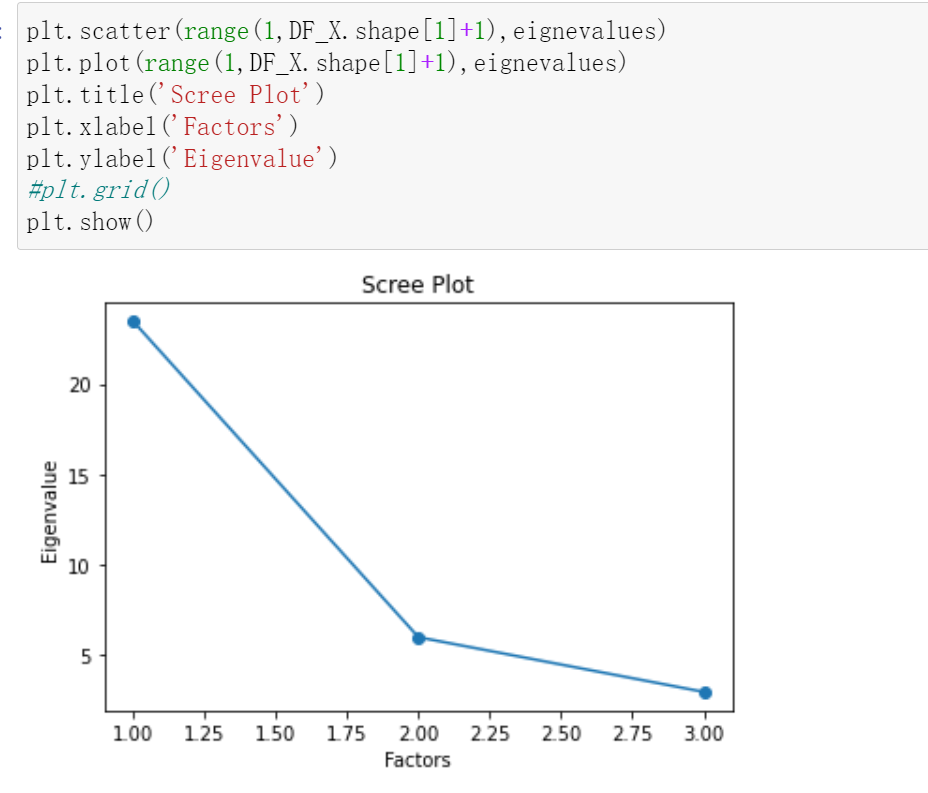 :
plt.scatter(range(1,DF_X.shape[1]+1),eignevalues)
plt.plot(range(1,DF_X.shape[1]+1),eignevalues)
plt.title('Scree Plot')
plt.xlabel('Factors')
plt.ylabel('Eigenvalue')
#plt.grid()
plt.show()
Scree Plot
Eigenvalue
20
15
10
5
1.00 1.25 1.50 1.75 2.00 2.25 2.50 2.75 3.00
Factors